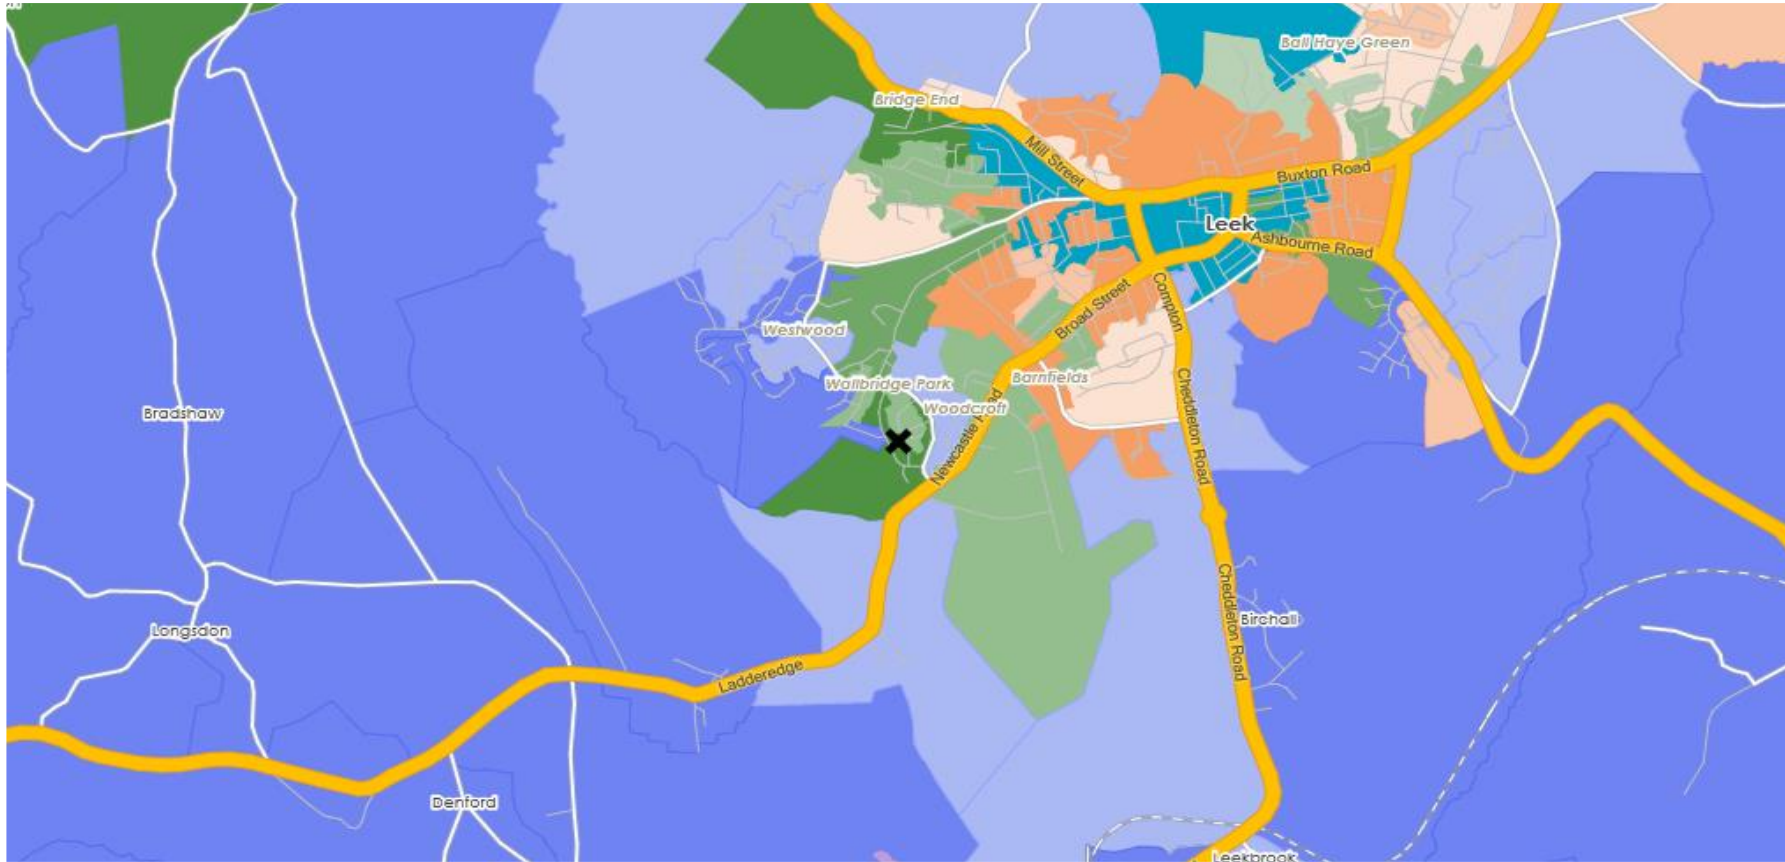 Ball Haye Green
Bridge End
Mill Street
Buxton Road
Leek
Ashbourne Road
Compton
Broad Street
Westwood
Wallbridge Park
Barnfields
Woodcroft
Bradshaw
Newcastle Road
Cheddleton Road
Cheddleton Road
Birchall
Longsdon
Ladderedge
Denford
Leekbrook